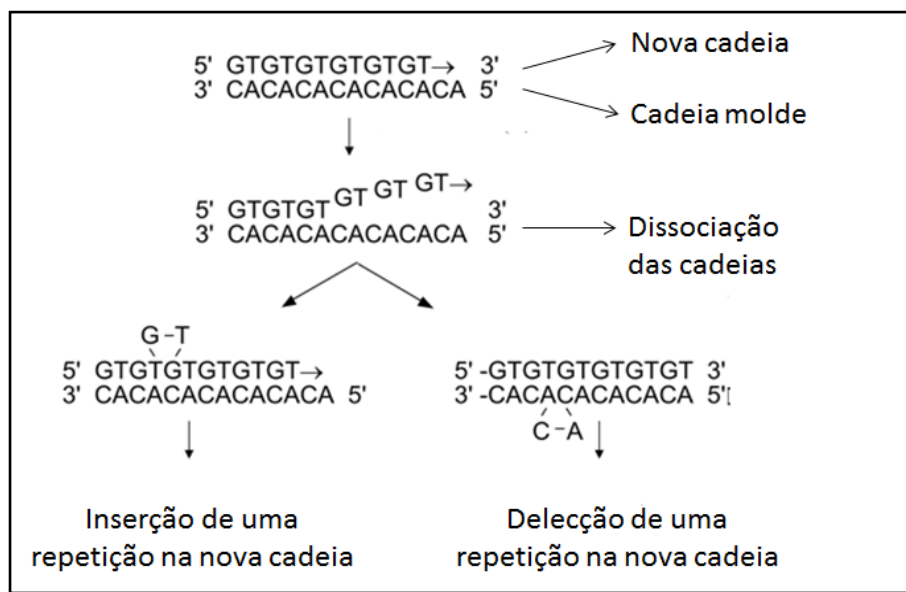 5' GTGTGTGTGTGT→ 3'
3' CACACACACACACA 5'
Nova cadeia
Cadeia molde
GT GT GT→
5' GTGTGT 3'
3' CACACACACACACA 5'
Dissociação
das cadeias
G-T
5' GTGTGTGTGTGT→
3' CACACACACACACA 5'
5' -GTGTGTGTGTGT 3'
3' -CACACACACACA 5'
C-A
Inserção de uma
repetição na nova cadeia
Delecção de uma
repetição na nova cadeia